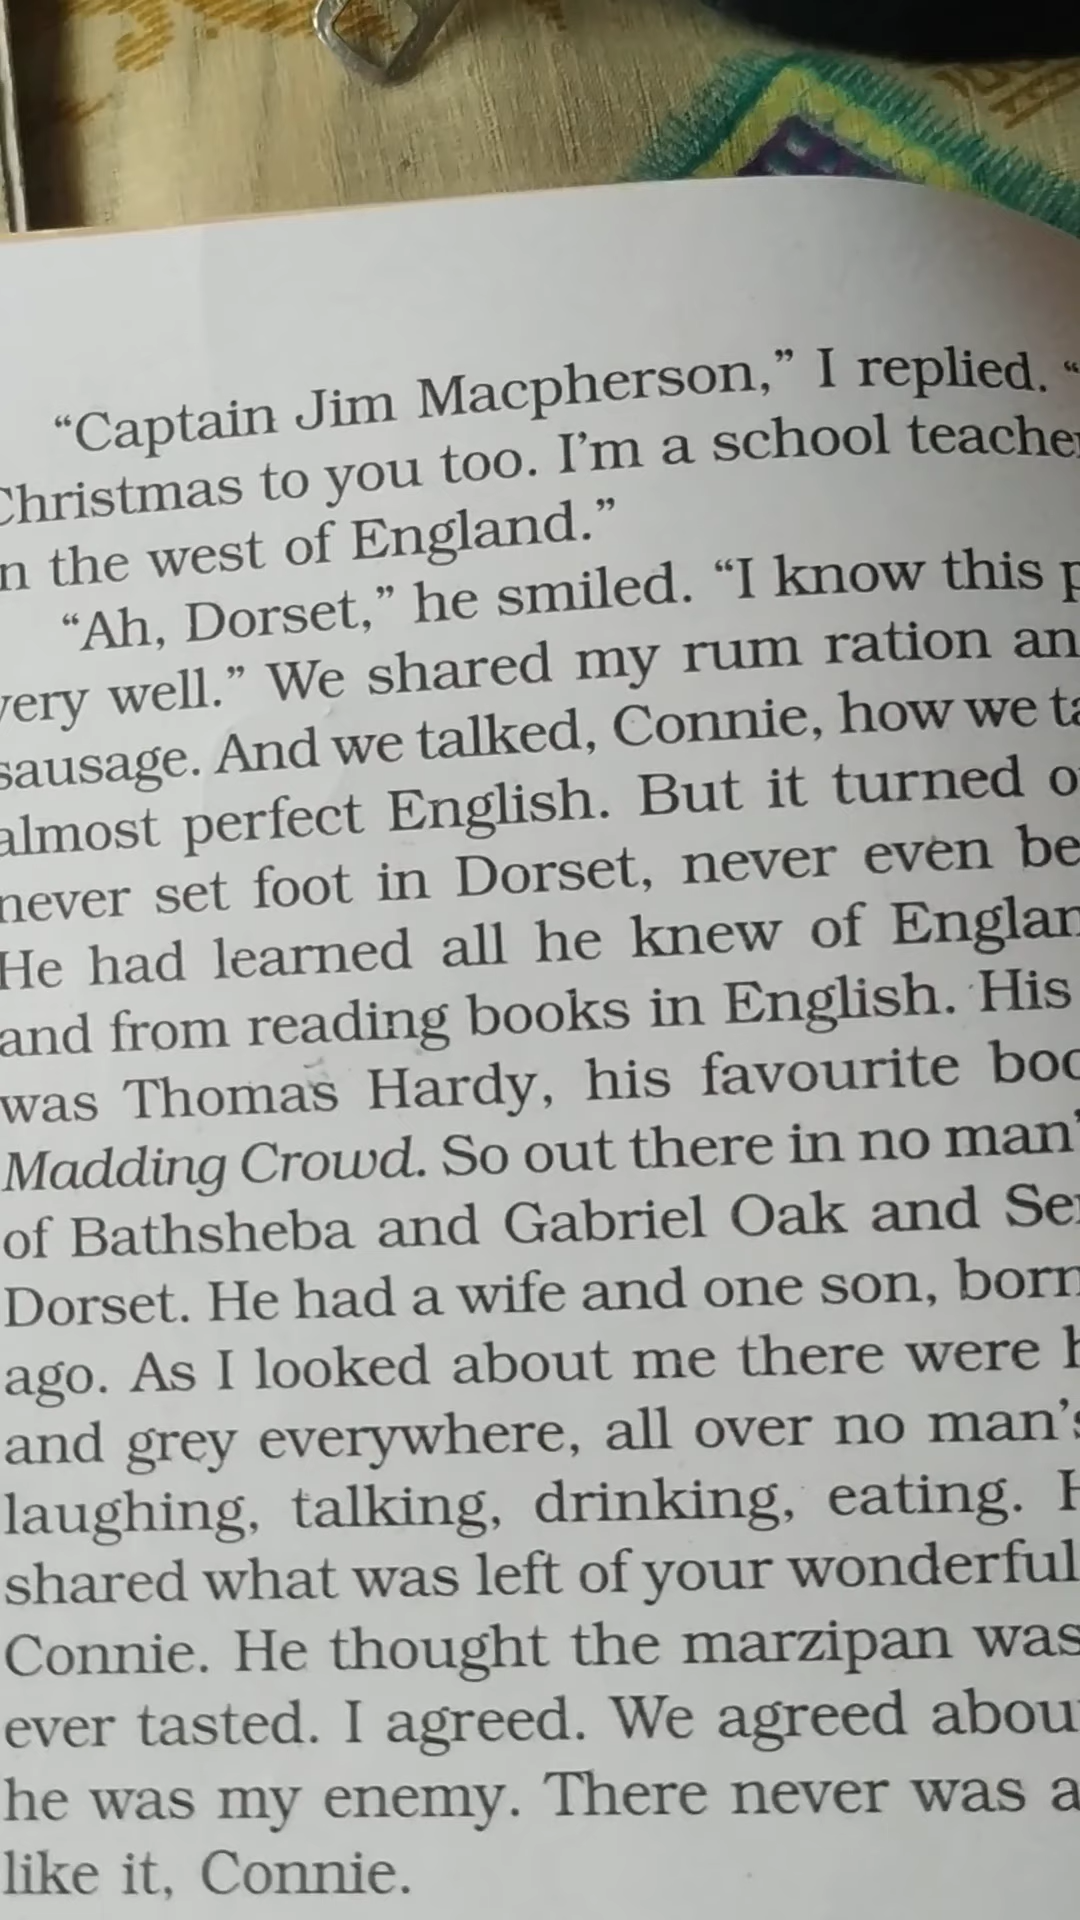 “Captain Jim Macpherson,” I replied. “
Christmas to you too. I’m a school teacher
n the west of England.”
“Ah, Dorset,” he smiled. “I know this p
very well.” We shared my rum ration an
sausage. And we talked, Connie, how we ta
almost perfect English. But it turned o
never set foot in Dorset, never even be
He had learned all he knew of Englan
and from reading books in English. His
was Thomas Hardy, his favourite boo
Madding Crowd. So out there in no man’
of Bathsheba and Gabriel Oak and Ser
Dorset. He had a wife and one son, born
ago. As I looked about me there were h
and grey everywhere, all over no man’s
laughing, talking, drinking, eating. H
shared what was left of your wonderful
Connie. He thought the marzipan was
ever tasted. I agreed. We agreed abou
he was my enemy. There never was a
like it, Connie.